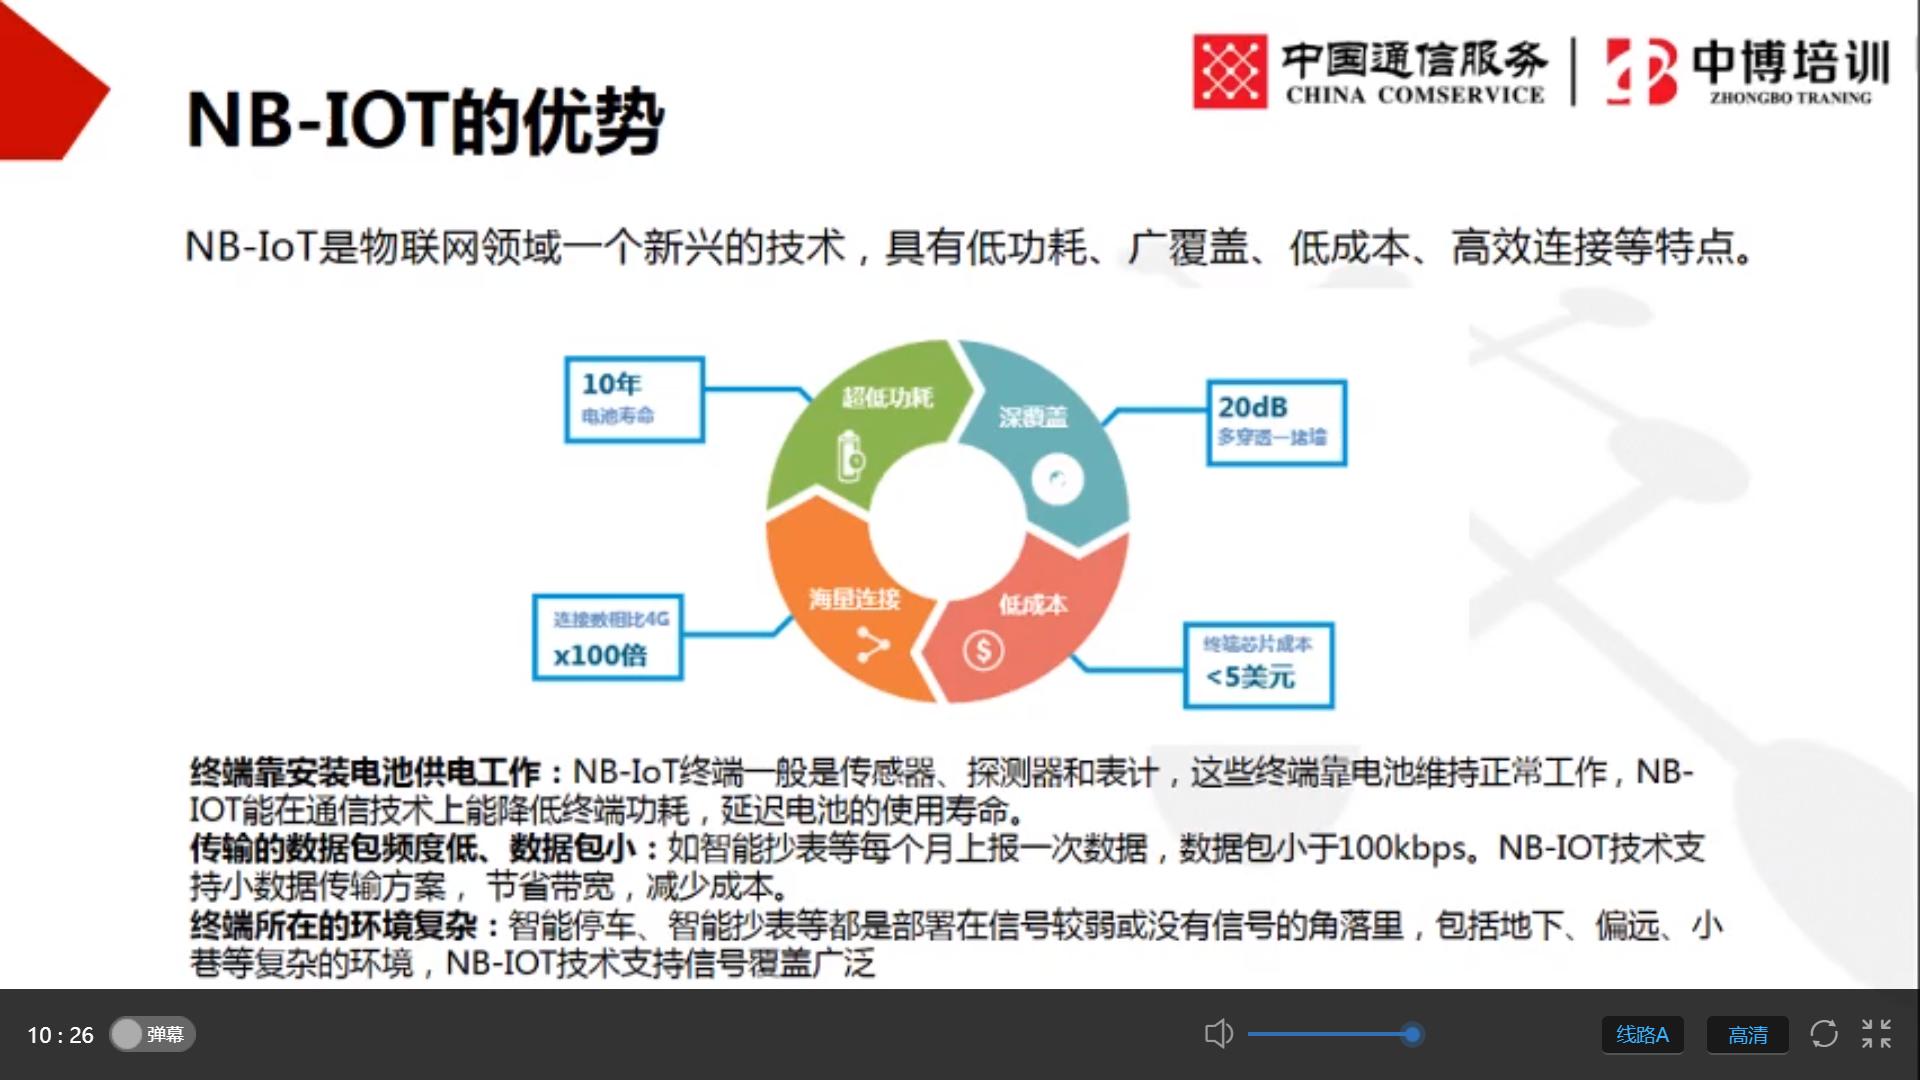 中国通信服务
CHINA COMSERVICE
中博培训
ZHONGBO TRANING
NB-IOT的优势
NB-IoT是物联网领域一个新兴的技术，具有低功耗、广覆盖、低成本、高效连接等特点。
10年
电池寿命
超低功耗
深覆盖
20dB
多穿透一堵墙
连接数相比4G
x100倍
海量连接
低成本
终端芯片成本
<5美元
终端靠安装电池供电工作：NB-IoT终端一般是传感器、探测器和表计，这些终端靠电池维持正常工作，NB-
IOT能在通信技术上能降低终端功耗，延迟电池的使用寿命。
传输的数据包频度低、数据包小：如智能抄表等每个月上报一次数据，数据包小于100kbps。NB-IOT技术支
持小数据传输方案， 节省带宽，减少成本。
终端所在的环境复杂：智能停车、智能抄表等都是部署在信号较弱或没有信号的角落里，包括地下、偏远、小
巷等复杂的环境，NB-IOT技术支持信号覆盖广泛
10 : 26
弹幕
线路A
高清